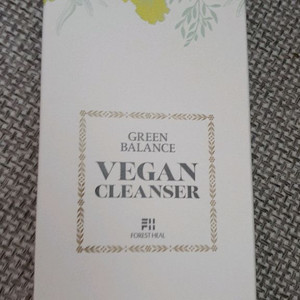 GREEN
BALANCE
VEGAN
CLEANSER
FOREST HEAL